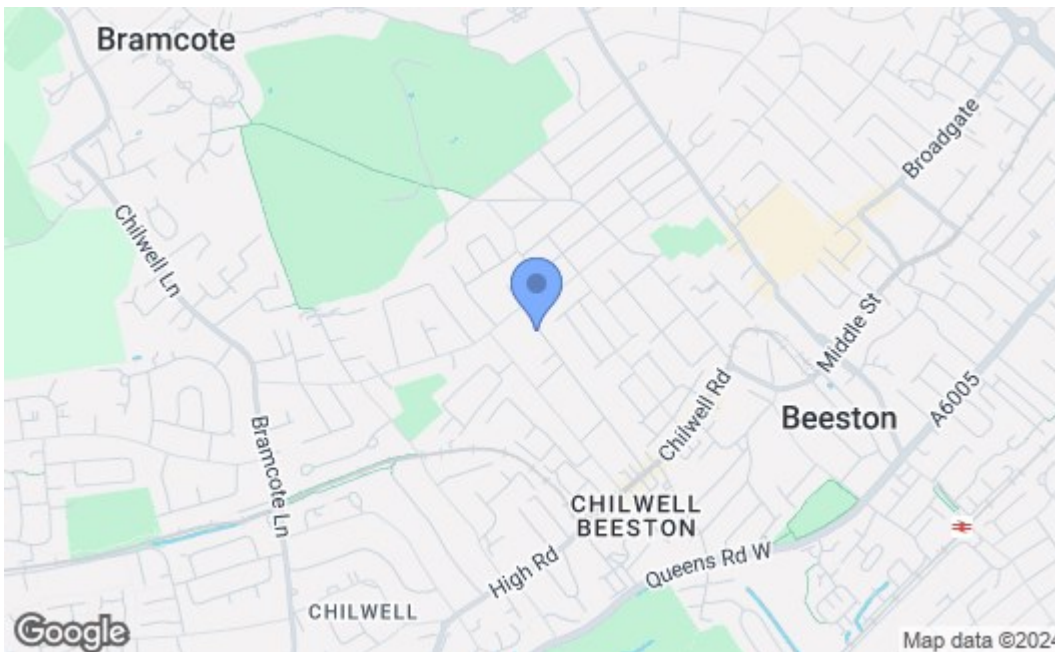 Bramcote
Broadgate
Chilwell Ln
Middle St
A6005
Chilwell Rd
Beeston
Bramcote Ln
CHILWELL
BEESTON
Queens Rd W
High Rd
CHILWELL
Google
Map data ©2024